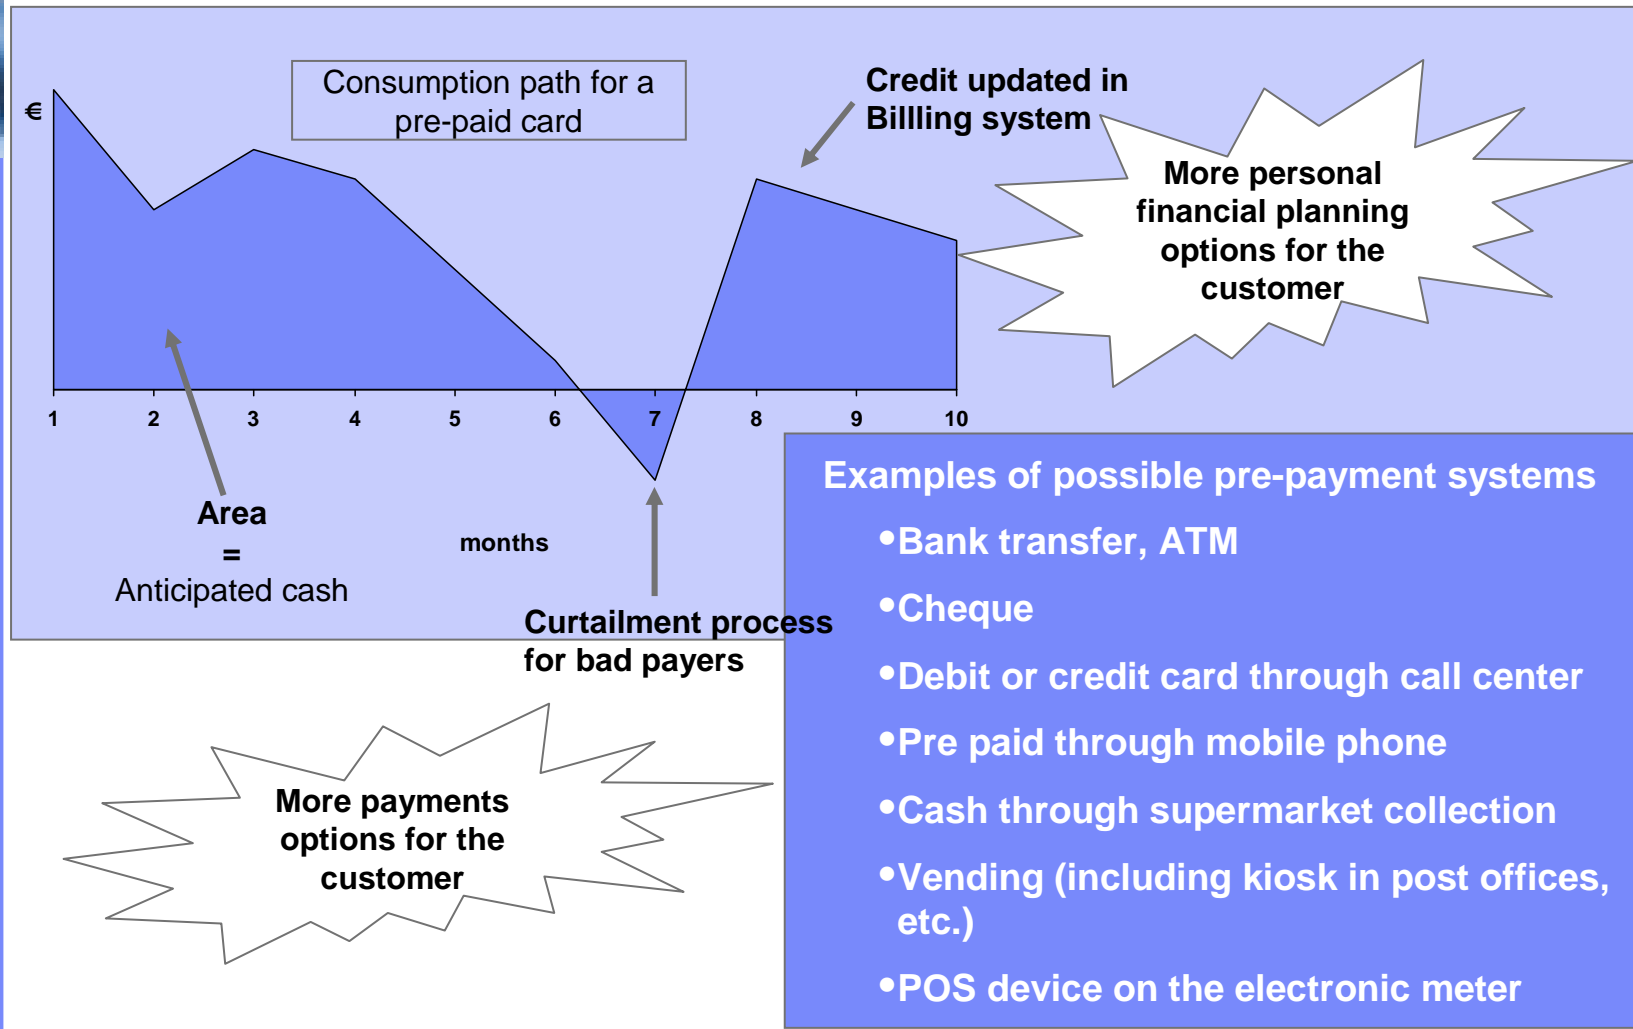 Consumption path for a
pre-paid card
€
Credit updated in
Billling system
More personal
financial planning
options for the
customer
1 2 3 4 5 6 7 8 9 10
months
Area
=
Anticipated cash
Curtailment process
for bad payers
More payments
options for the
customer
Examples of possible pre-payment systems
•Bank transfer, ATM
•Cheque
•Debit or credit card through call center
•Pre paid through mobile phone
•Cash through supermarket collection
•Vending (including kiosk in post offices,
etc.)
•POS device on the electronic meter